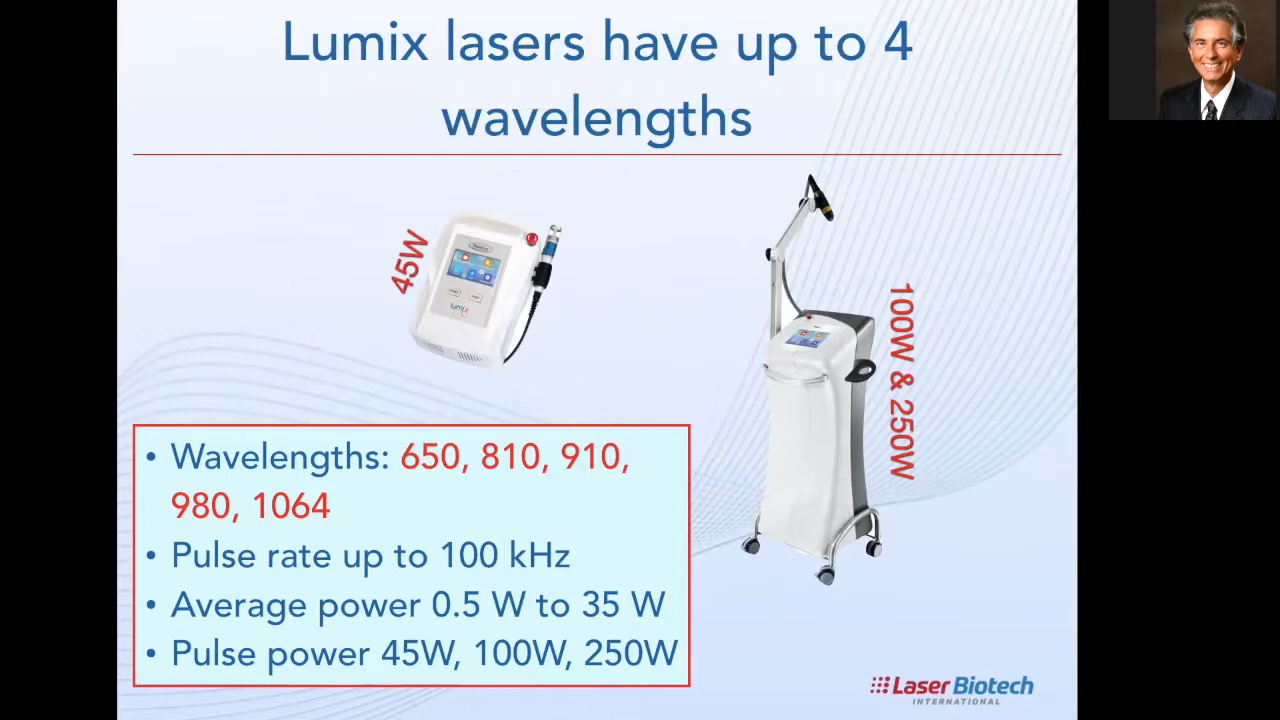 Lumix lasers have up to 4
wavelengths
45W
lumix
100W & 250W
• Wavelengths: 650, 810, 910,
980, 1064
• Pulse rate up to 100 kHz
• Average power 0.5 W to 35 W
• Pulse power 45W, 100W, 250W
Laser Biotech
INTERNATIONAL